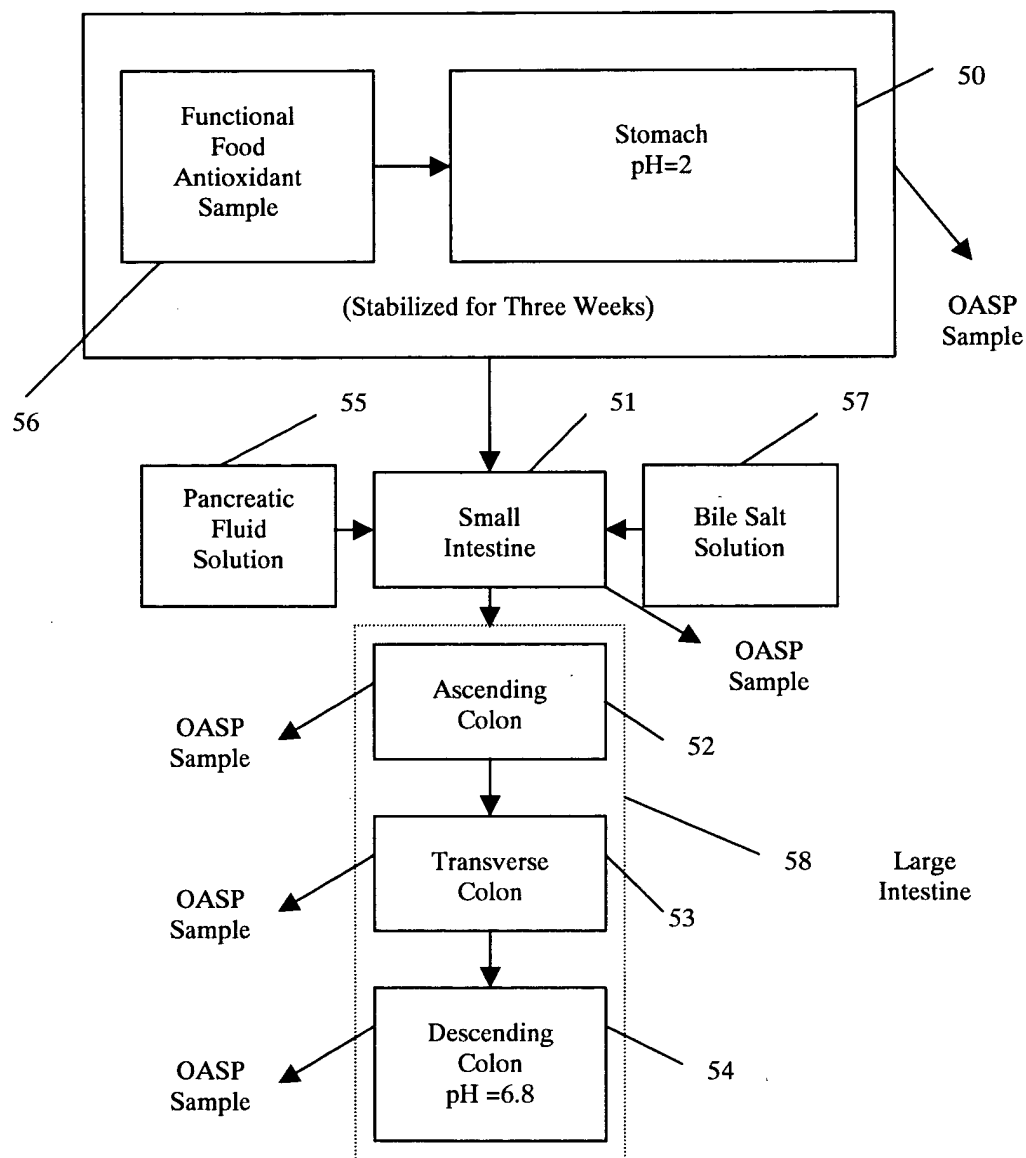 Functional
Food
Antioxidant
Sample
Stomach
pH=2
50
(Stabilized for Three Weeks)
OASP
Sample
56
55
51
57
Pancreatic
Fluid
Solution
Small
Intestine
Bile Salt
Solution
OASP
Sample
Ascending
Colon
OASP
Sample
52
Transverse
Colon
58
Large
Intestine
OASP
Sample
53
Descending
Colon
pH =6.8
OASP
Sample
54